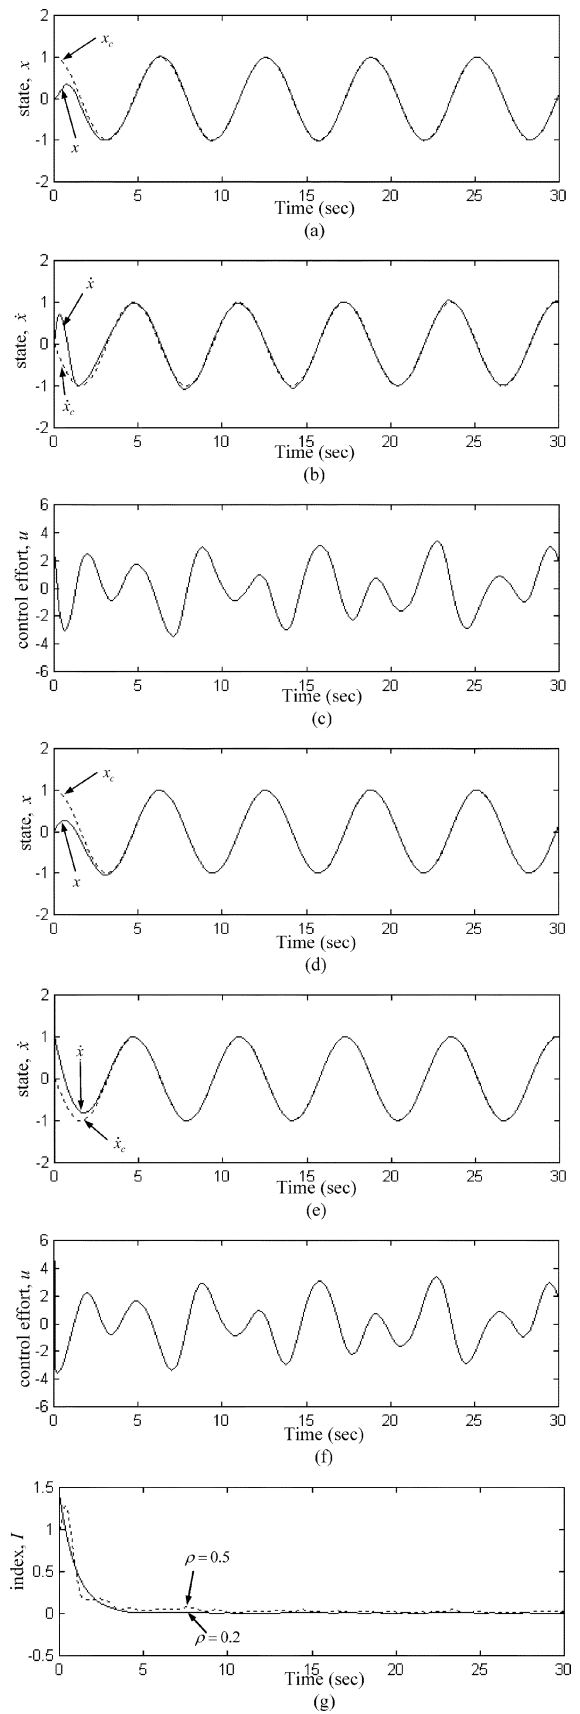 2
1
0
-1
-2
state, x
x_c
x
0 5 10 15 20 25 30
Time (sec)
(a)
2
1
0
-1
-2
state, ẋ
ẋ
ẋ_c
0 5 10 15 20 25 30
Time (sec)
(b)
6
4
2
0
-2
-4
-6
control effort, u
0 5 10 15 20 25 30
Time (sec)
(c)
2
1
0
-1
-2
state, x
x_c
x
0 5 10 15 20 25 30
Time (sec)
(d)
2
1
0
-1
-2
state, ẋ
ẋ
ẋ_c
0 5 10 15 20 25 30
Time (sec)
(e)
6
4
2
0
-2
-4
-6
control effort, u
0 5 10 15 20 25 30
Time (sec)
(f)
1.5
1
0.5
0
-0.5
index, I
ρ = 0.5
ρ = 0.2
0 5 10 15 20 25 30
Time (sec)
(g)